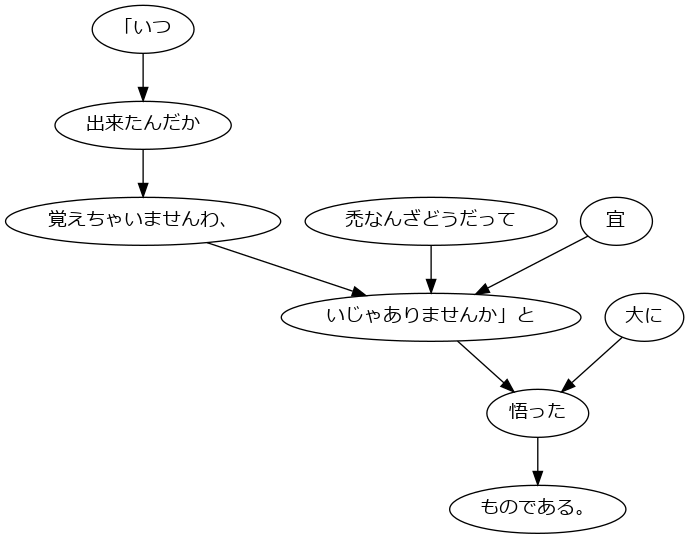 「いつ
出来たんだか
覚えちゃいませんわ、
禿なんざどうだって
宜
いじゃありませんか」と
大に
悟った
ものである。